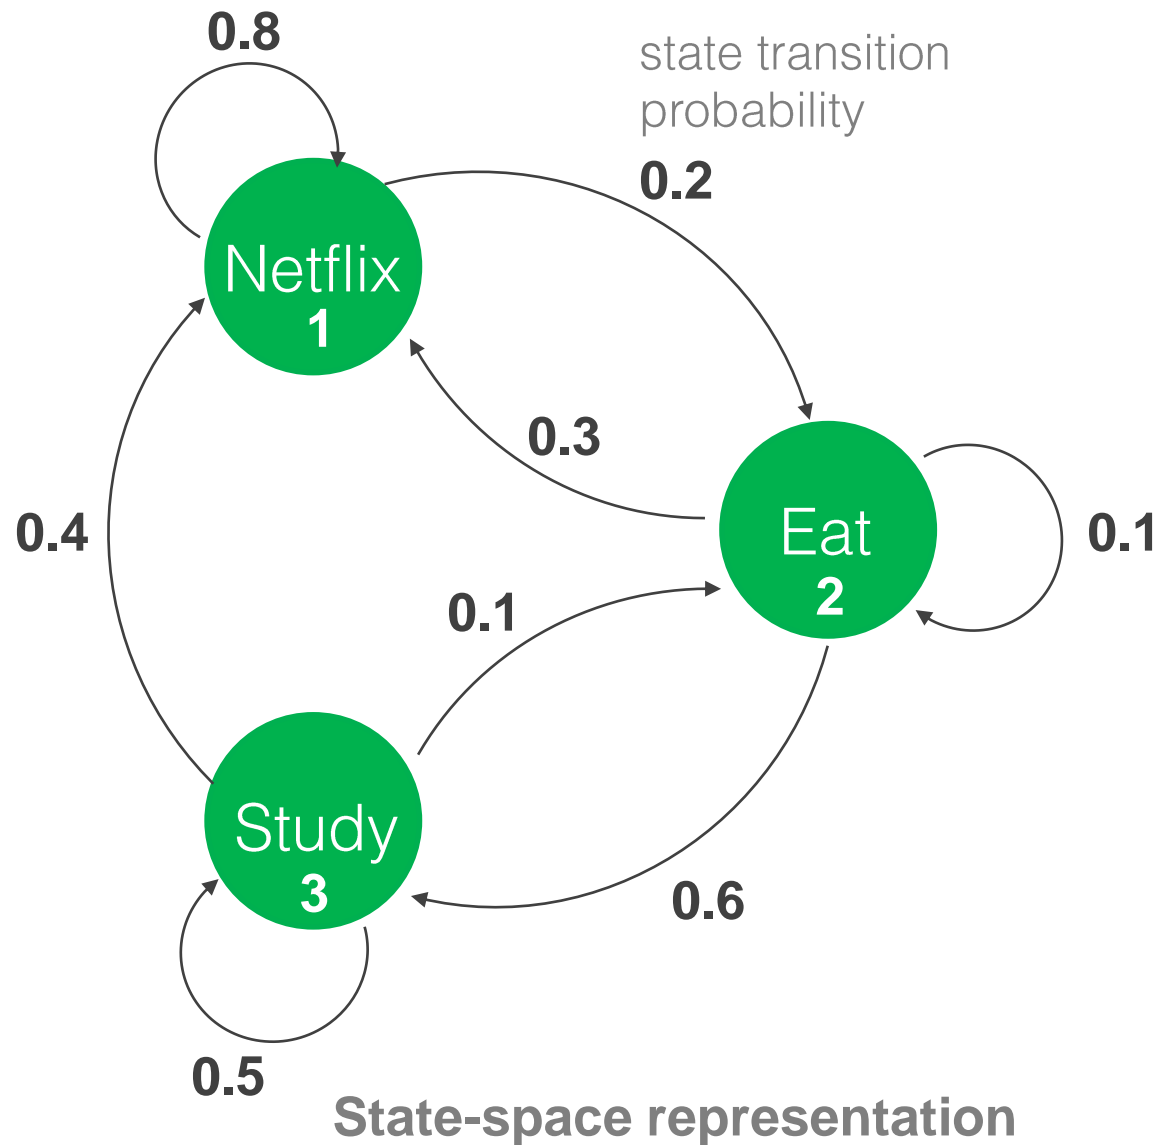 0.8
state transition
probability
0.2
Netflix
1
0.3
0.4
Eat
2
0.1
0.1
Study
3
0.6
0.5
State-space representation